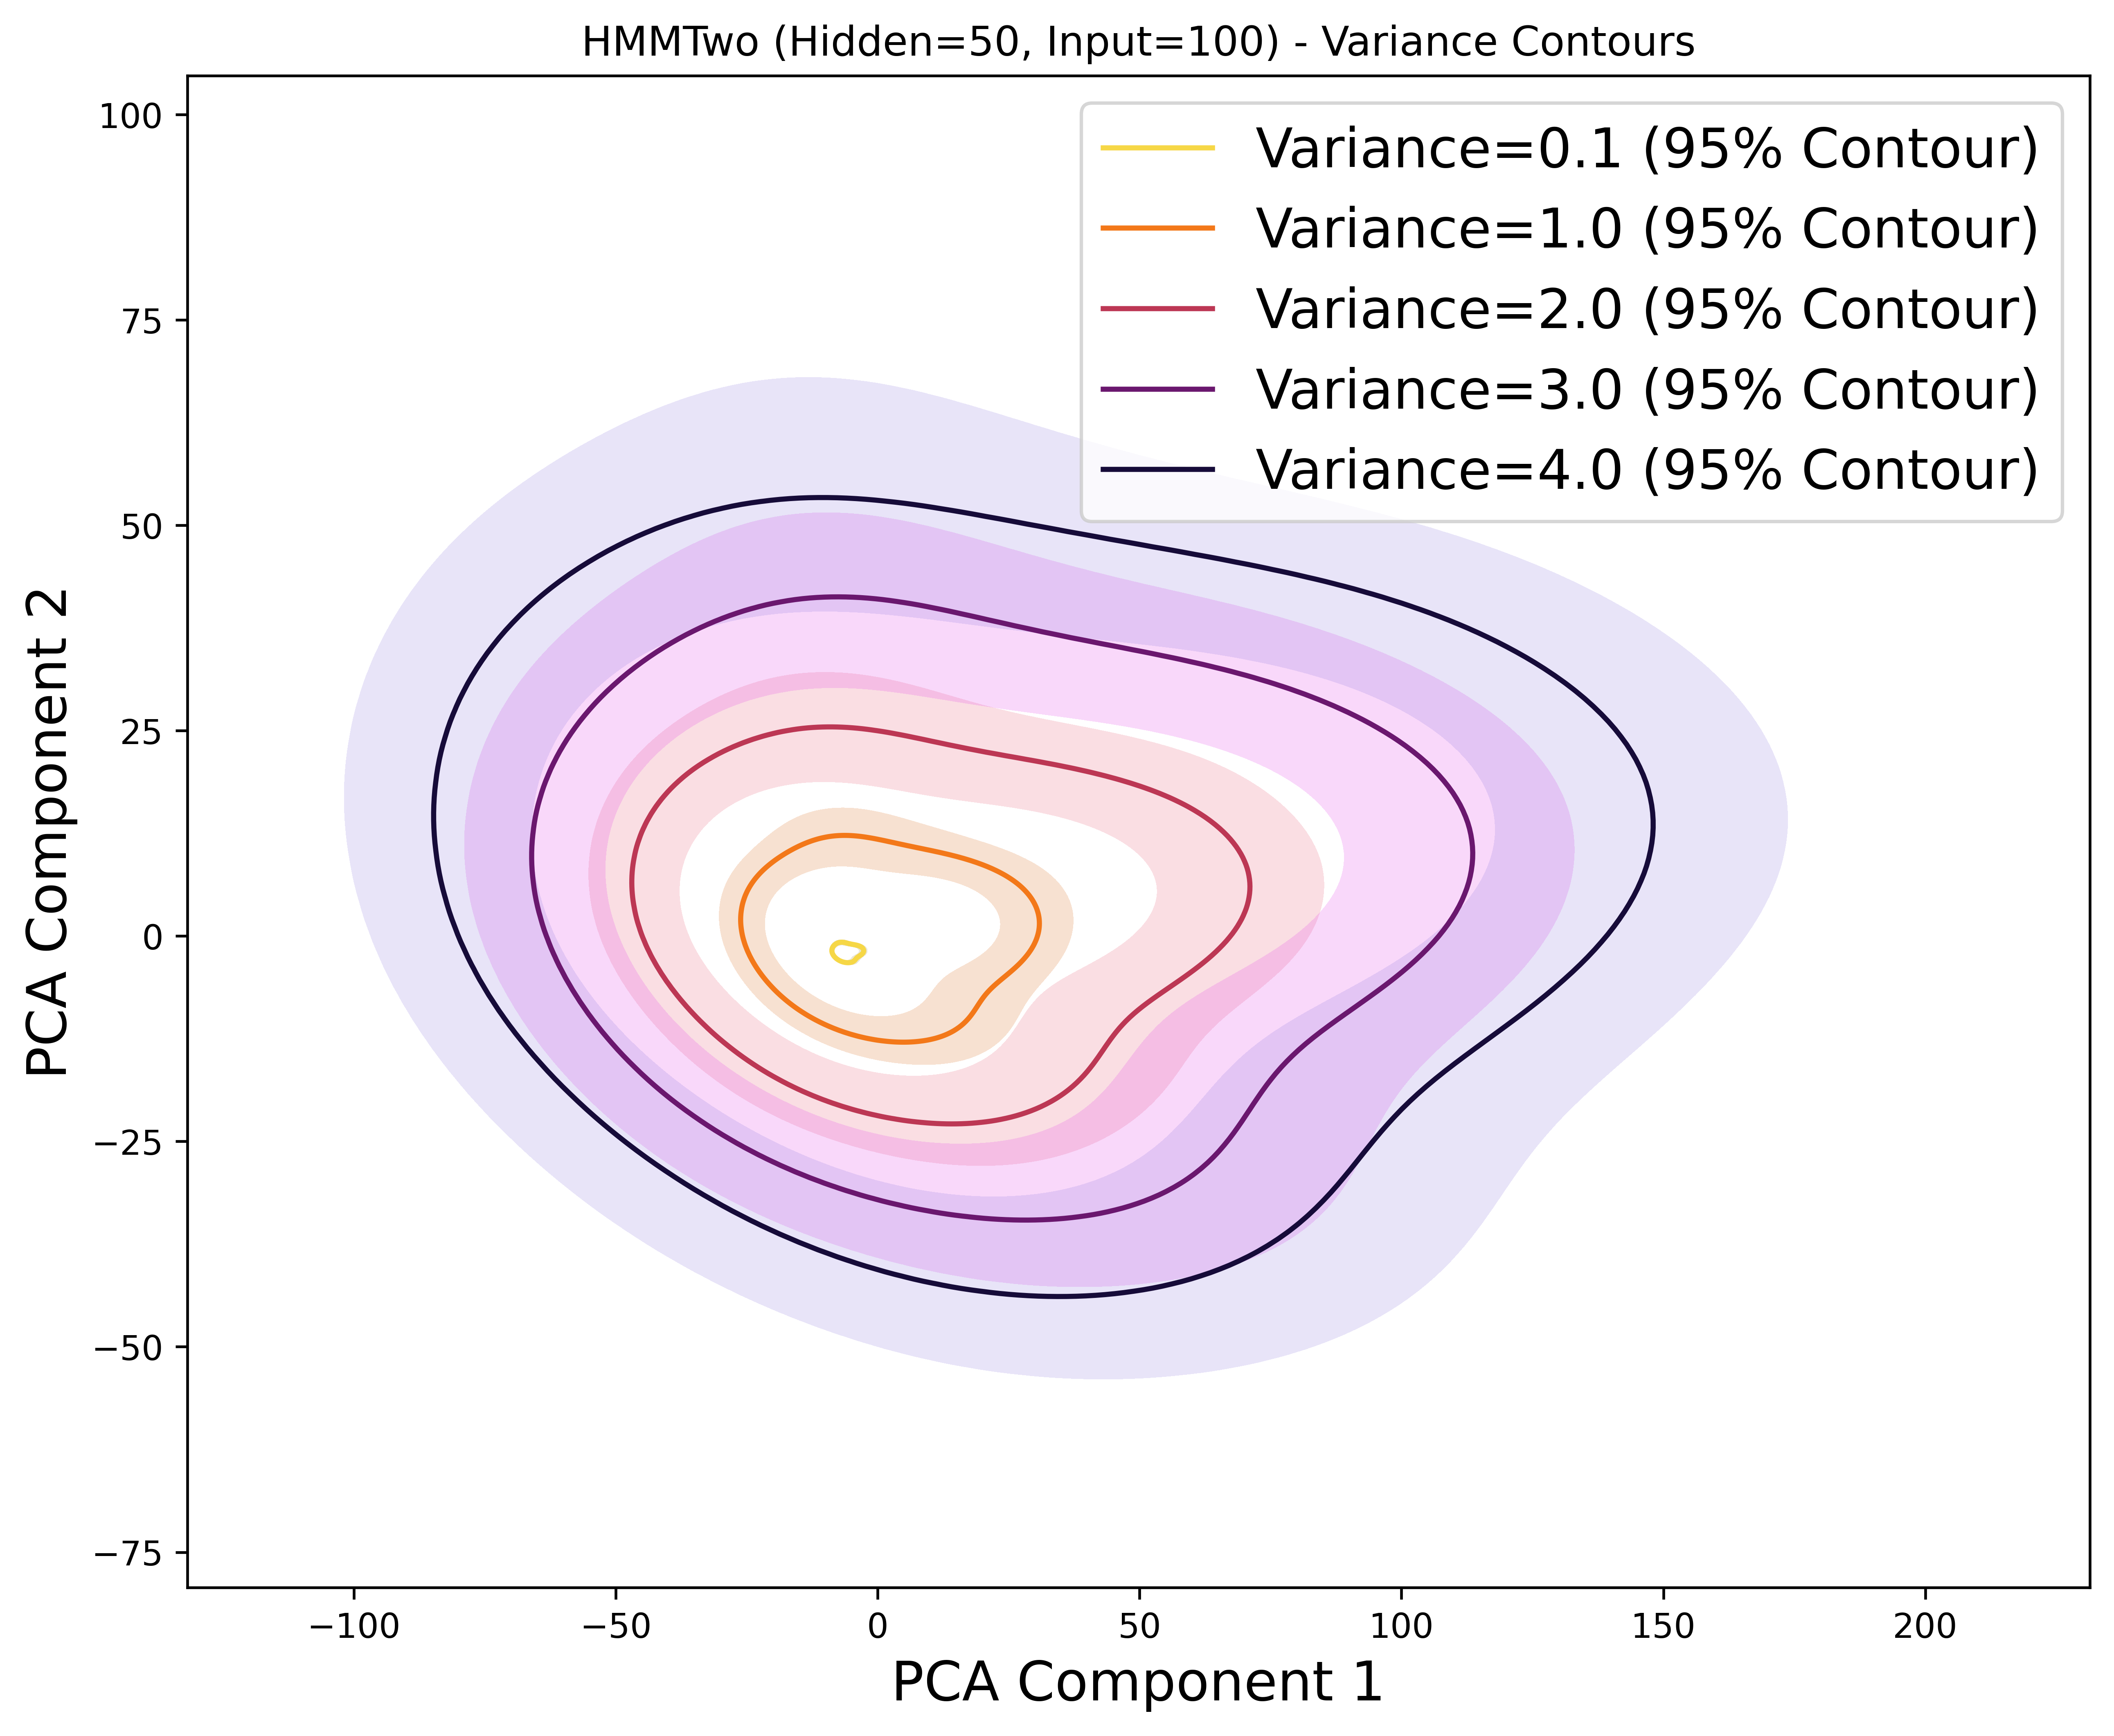 HMMTwo (Hidden=50, Input=100) - Variance Contours
Variance=0.1 (95% Contour)
Variance=1.0 (95% Contour)
Variance=2.0 (95% Contour)
Variance=3.0 (95% Contour)
Variance=4.0 (95% Contour)
PCA Component 2
100
75
50
25
0
−25
−50
−75
−100
−50
0
50
100
150
200
PCA Component 1